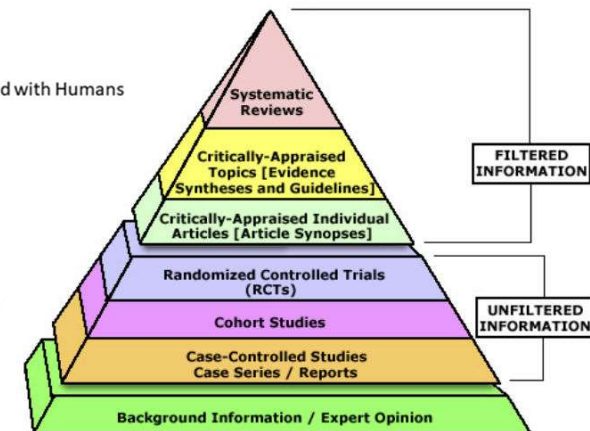 d with Humans
Systematic
Reviews
Critically-Appraised
Topics [Evidence
Syntheses and Guidelines]
FILTERED
INFORMATION
Critically-Appraised Individual
Articles [Article Synopses]
Randomized Controlled Trials
(RCTs)
Cohort Studies
UNFILTERED
INFORMATION
Case-Controlled Studies
Case Series / Reports
Background Information / Expert Opinion